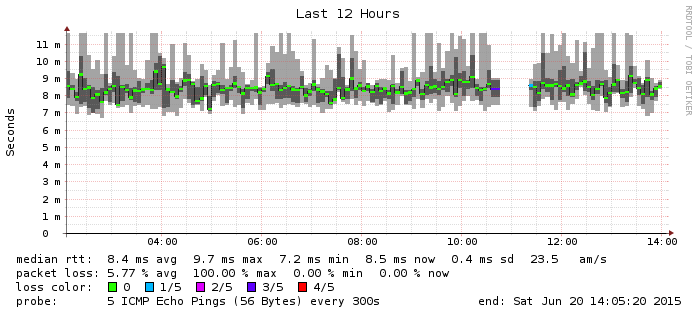 Last 12 Hours
RRDTOOL / TOBI OETIKER
Seconds
11 m
10 m
9 m
8 m
7 m
6 m
5 m
4 m
3 m
2 m
1 m
0
04:00 06:00 08:00 10:00 12:00 14:00
median rtt: 8.4 ms avg 9.7 ms max 7.2 ms min 8.5 ms now 0.4 ms sd 23.5 am/s
packet loss: 5.77 % avg 100.00 % max 0.00 % min 0.00 % now
loss color: 0 1/5 2/5 3/5 4/5
probe: 5 ICMP Echo Pings (56 Bytes) every 300s end: Sat Jun 20 14:05:20 2015